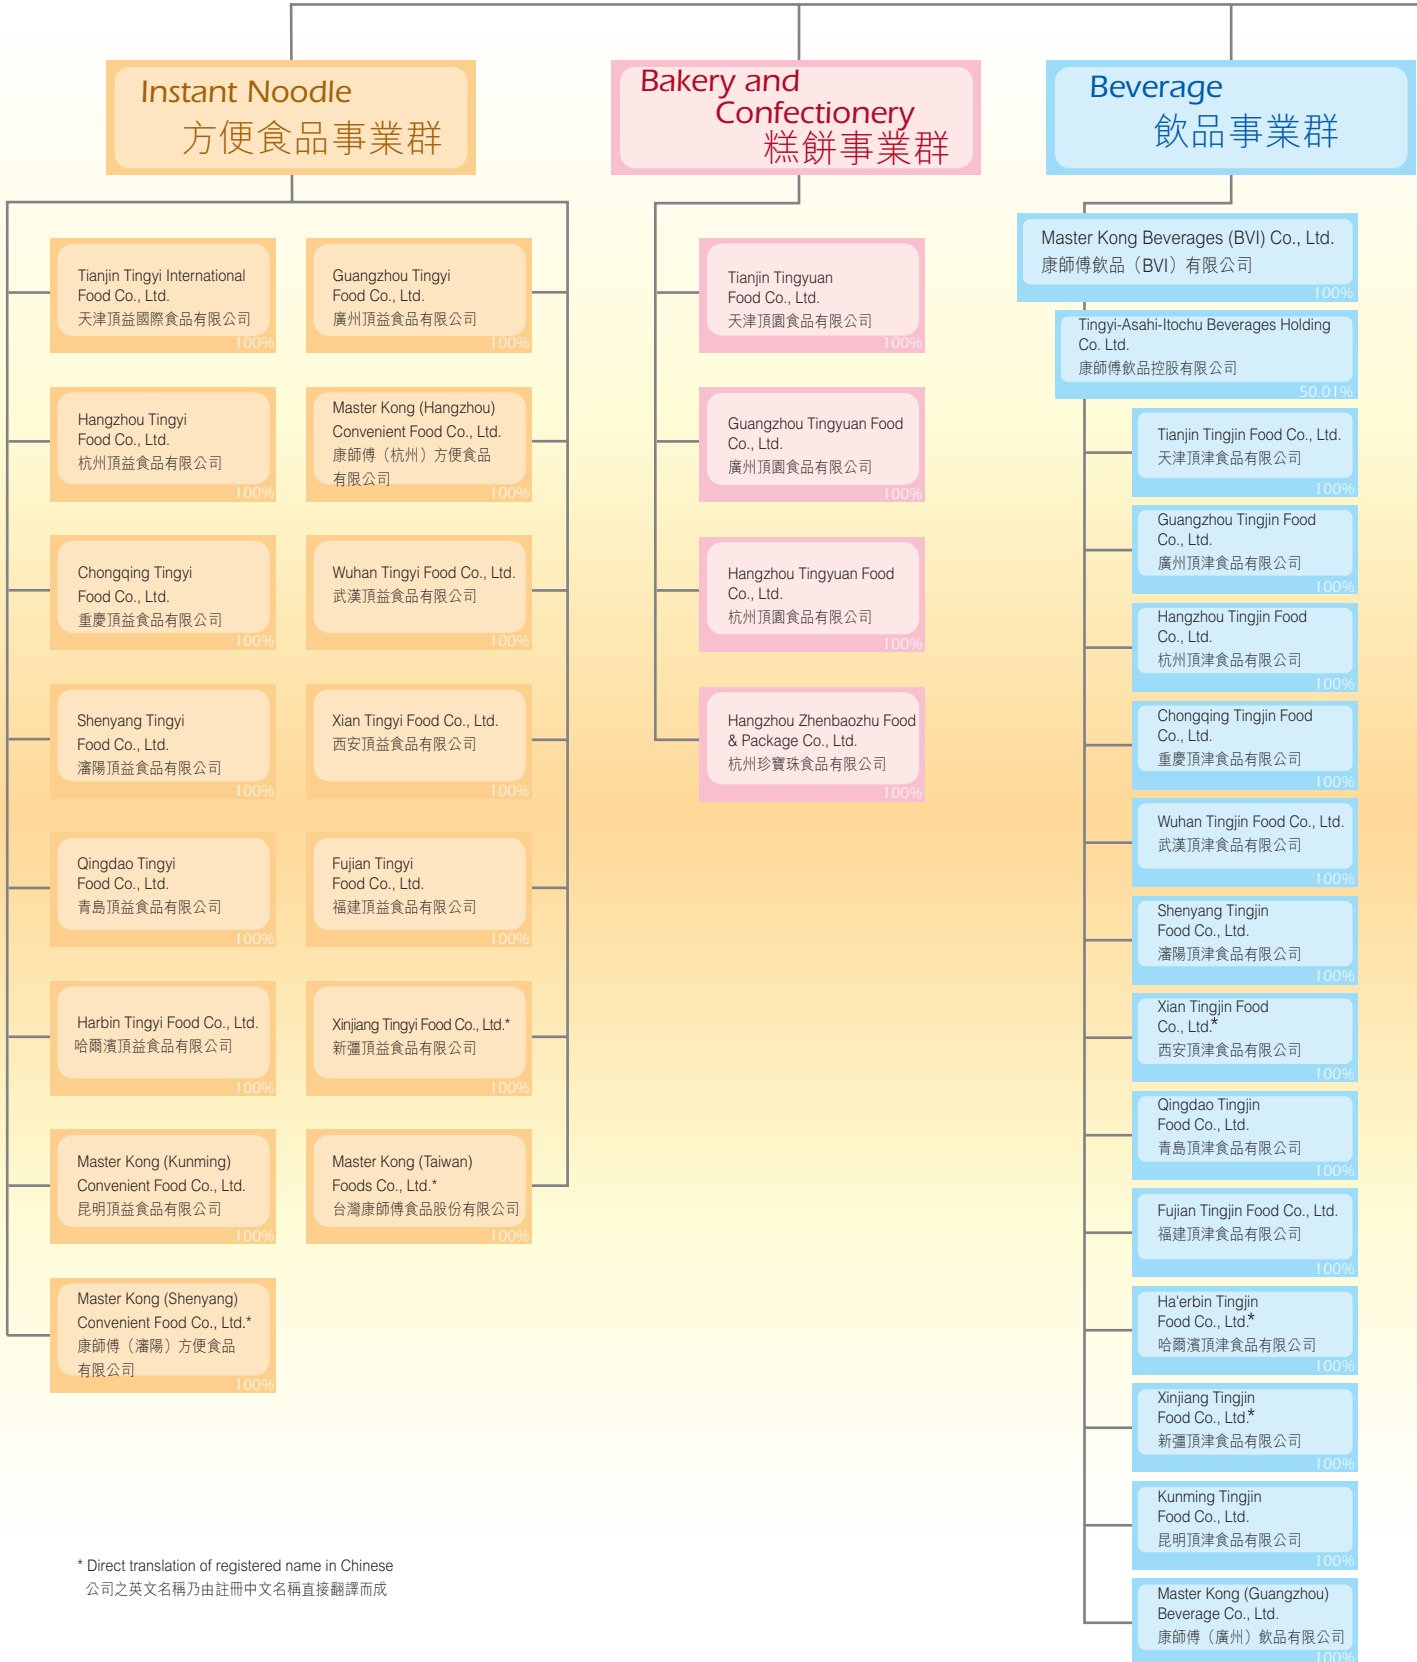 Instant Noodle
方便食品事業群
Tianjin Tingyi International
Food Co., Ltd.
天津頂益國際食品有限公司
100%
Guangzhou Tingyi
Food Co., Ltd.
廣州頂益食品有限公司
100%
Hangzhou Tingyi
Food Co., Ltd.
杭州頂益食品有限公司
100%
Master Kong (Hangzhou)
Convenient Food Co., Ltd.
康師傅（杭州）方便食品
有限公司
100%
Chongqing Tingyi
Food Co., Ltd.
重慶頂益食品有限公司
100%
Wuhan Tingyi Food Co., Ltd.
武漢頂益食品有限公司
100%
Shenyang Tingyi
Food Co., Ltd.
瀋陽頂益食品有限公司
100%
Xian Tingyi Food Co., Ltd.
西安頂益食品有限公司
100%
Qingdao Tingyi
Food Co., Ltd.
青島頂益食品有限公司
100%
Fujian Tingyi
Food Co., Ltd.
福建頂益食品有限公司
100%
Harbin Tingyi Food Co., Ltd.
哈爾濱頂益食品有限公司
100%
Xinjiang Tingyi Food Co., Ltd.*
新疆頂益食品有限公司
100%
Master Kong (Kunming)
Convenient Food Co., Ltd.
昆明頂益食品有限公司
100%
Master Kong (Taiwan)
Foods Co., Ltd.*
台灣康師傅食品股份有限公司
100%
Master Kong (Shenyang)
Convenient Food Co., Ltd.*
康師傅（瀋陽）方便食品
有限公司
100%
Bakery and
Confectionery
糕餅事業群
Tianjin Tingyuan
Food Co., Ltd.
天津頂園食品有限公司
100%
Guangzhou Tingyuan Food
Co., Ltd.
廣州頂園食品有限公司
100%
Hangzhou Tingyuan Food
Co., Ltd.
杭州頂園食品有限公司
100%
Hangzhou Zhenbaozhu Food
& Package Co., Ltd.
杭州珍寶珠食品有限公司
100%
Beverage
飲品事業群
Master Kong Beverages (BVI) Co., Ltd.
康師傅飲品（BVI）有限公司
100%
Tingyi-Asahi-Itochu Beverages Holding
Co. Ltd.
康師傅飲品控股有限公司
50.01%
Tianjin Tingjin Food Co., Ltd.
天津頂津食品有限公司
100%
Guangzhou Tingjin Food
Co., Ltd.
廣州頂津食品有限公司
100%
Hangzhou Tingjin Food
Co., Ltd.
杭州頂津食品有限公司
100%
Chongqing Tingjin Food
Co., Ltd.
重慶頂津食品有限公司
100%
Wuhan Tingjin Food Co., Ltd.
武漢頂津食品有限公司
100%
Shenyang Tingjin
Food Co., Ltd.
瀋陽頂津食品有限公司
100%
Xian Tingjin Food
Co., Ltd.*
西安頂津食品有限公司
100%
Qingdao Tingjin
Food Co., Ltd.
青島頂津食品有限公司
100%
Fujian Tingjin Food Co., Ltd.
福建頂津食品有限公司
100%
Ha'erbin Tingjin
Food Co., Ltd.*
哈爾濱頂津食品有限公司
100%
Xinjiang Tingjin
Food Co., Ltd.*
新疆頂津食品有限公司
100%
Kunming Tingjin
Food Co., Ltd.
昆明頂津食品有限公司
100%
Master Kong (Guangzhou)
Beverage Co., Ltd.
康師傅（廣州）飲品有限公司
100%
* Direct translation of registered name in Chinese
公司之英文名稱乃由註冊中文名稱直接翻譯而成